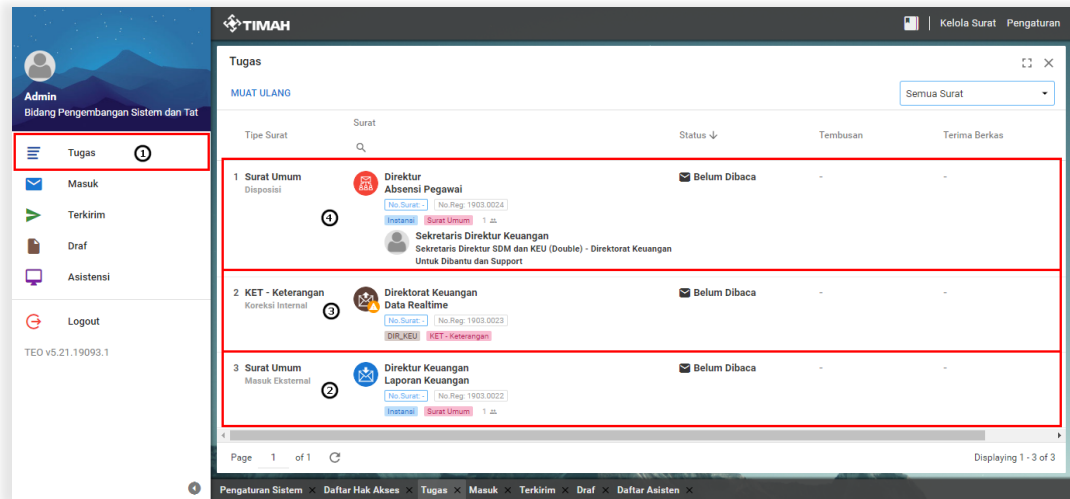 TIMAH
Kelola Surat Pengaturan
Admin
Bidang Pengembangan Sistem dan Tat
Tugas 1
Masuk
Terkirim
Draf
Asistensi
Logout
TEO v5.21.19093.1
Tugas
MUAT ULANG
Semua Surat
Tipe Surat Surat Status Tembusan Terima Berkas
1 Surat Umum
Disposisi
4
Direktur
Absensi Pegawai
No.Surat: - No.Reg: 1903.0024
Instansi Surat Umum 1
Sekretaris Direktur Keuangan
Sekretaris Direktur SDM dan KEU (Double) - Direktorat Keuangan
Untuk Dibantu dan Support
Belum Dibaca - -
2 KET - Keterangan
Koreksi Internal
3
Direktorat Keuangan
Data Realtime
No.Surat: - No.Reg: 1903.0023
DIR_KEU KET - Keterangan
Belum Dibaca - -
3 Surat Umum
Masuk Eksternal
2
Direktur Keuangan
Laporan Keuangan
No.Surat: - No.Reg: 1903.0022
Instansi Surat Umum 1
Belum Dibaca - -
Page 1 of 1 Displaying 1 - 3 of 3
Pengaturan Sistem × Daftar Hak Akses × Tugas × Masuk × Terkirim × Draf × Daftar Asisten ×